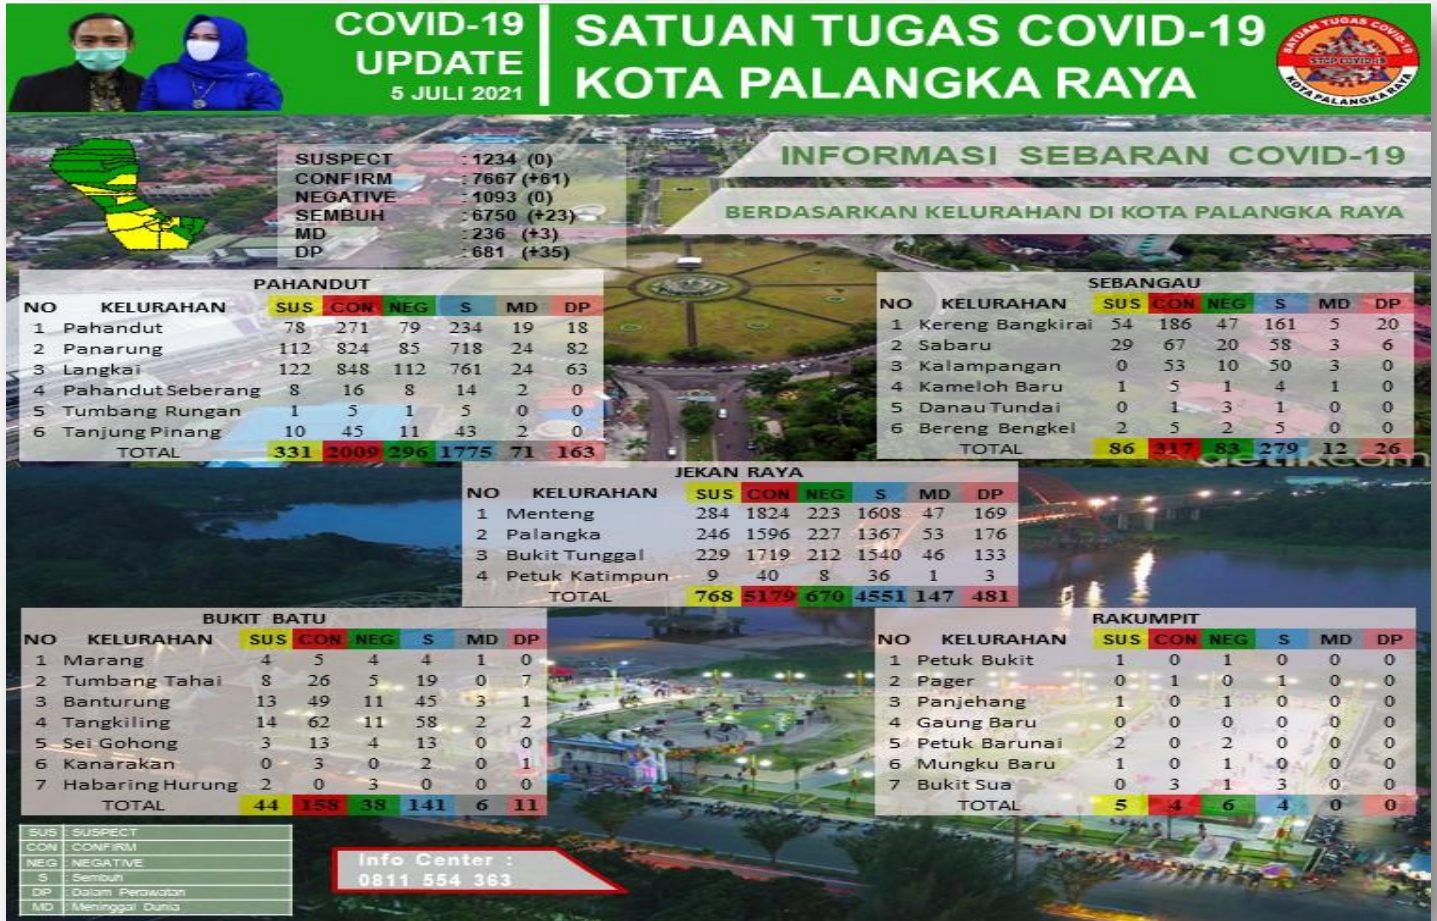 COVID-19
UPDATE
5 JULI 2021
SATUAN TUGAS COVID-19
KOTA PALANGKA RAYA
SATUAN TUGAS COVID-19
STOP COVID-19
KOTA PALANGKA RAYA
SUSPECT : 1234 (0)
CONFIRM : 7667 (+61)
NEGATIVE : 1093 (0)
SEMBUH : 6750 (+23)
MD : 236 (+3)
DP : 681 (+35)
INFORMASI SEBARAN COVID-19
BERDASARKAN KELURAHAN DI KOTA PALANGKA RAYA
PAHANDUT
NO KELURAHAN SUS CON NEG S MD DP
1 Pahandut 78 271 79 234 19 18
2 Panarung 112 824 85 718 24 82
3 Langkai 122 848 112 761 24 63
4 Pahandut Seberang 8 16 8 14 2 0
5 Tumbang Rungan 1 5 1 5 0 0
6 Tanjung Pinang 10 45 11 43 2 0
TOTAL 331 2009 296 1775 71 163
SEBANGAU
NO KELURAHAN SUS CON NEG S MD DP
1 Kereng Bangkirai 54 186 47 161 5 20
2 Sabaru 29 67 20 58 3 6
3 Kalampangan 0 53 10 50 3 0
4 Kameloh Baru 1 5 1 4 1 0
5 Danau Tundai 0 1 3 1 0 0
6 Bereng Bengkel 2 5 2 5 0 0
TOTAL 86 317 83 279 12 26
detikcom
JEKAN RAYA
NO KELURAHAN SUS CON NEG S MD DP
1 Menteng 284 1824 223 1608 47 169
2 Palangka 246 1596 227 1367 53 176
3 Bukit Tunggal 229 1719 212 1540 46 133
4 Petuk Katimpun 9 40 8 36 1 3
TOTAL 768 5179 670 4551 147 481
BUKIT BATU
NO KELURAHAN SUS CON NEG S MD DP
1 Marang 4 5 4 4 1 0
2 Tumbang Tahai 8 26 5 19 0 7
3 Banturung 13 49 11 45 3 1
4 Tangkiling 14 62 11 58 2 2
5 Sei Gohong 3 13 4 13 0 0
6 Kanarakan 0 3 0 2 0 1
7 Habaring Hurung 2 0 3 0 0 0
TOTAL 44 158 38 141 6 11
RAKUMPIT
NO KELURAHAN SUS CON NEG S MD DP
1 Petuk Bukit 1 0 1 0 0 0
2 Pager 0 1 0 1 0 0
3 Panjehang 1 0 1 0 0 0
4 Gaung Baru 0 0 0 0 0 0
5 Petuk Barunai 2 0 2 0 0 0
6 Mungku Baru 1 0 1 0 0 0
7 Bukit Sua 0 3 1 3 0 0
TOTAL 5 4 6 4 0 0
SUS : SUSPECT
CON : CONFIRM
NEG : NEGATIVE
S : Sembuh
DP : Dalam Perawatan
MD : Meninggal Dunia
Info Center :
0811 554 363